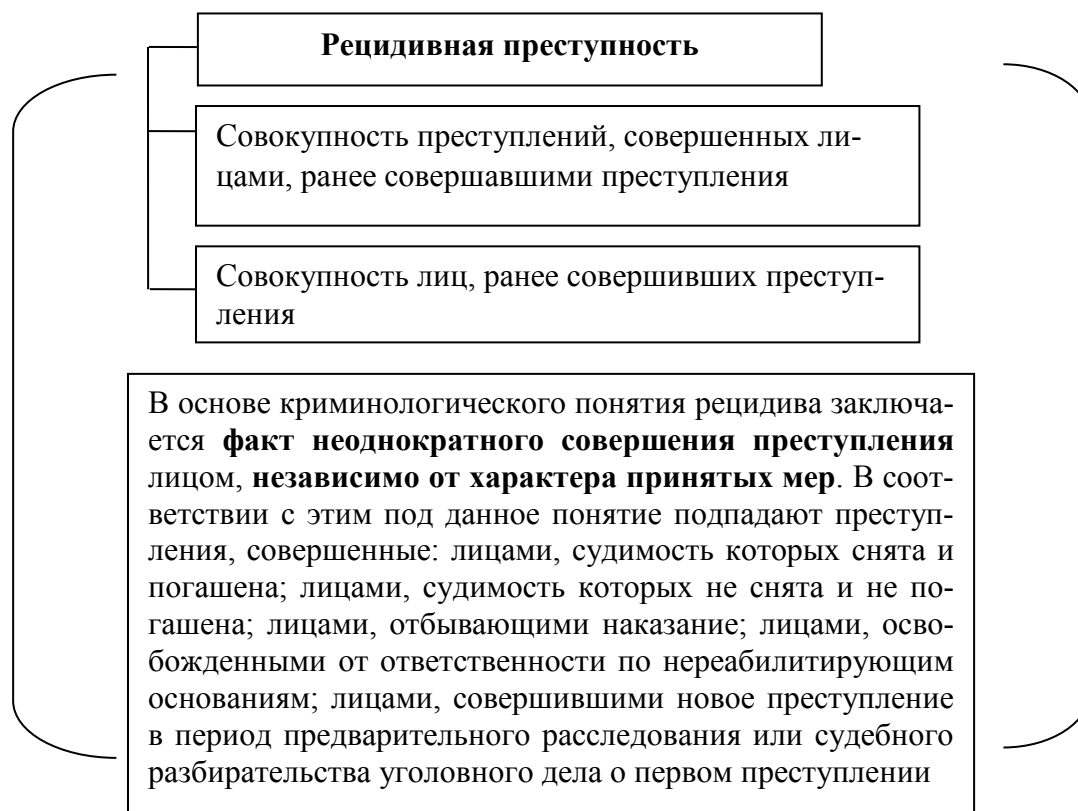 Рецидивная преступность
Совокупность преступлений, совершенных ли-
цами, ранее совершавшими преступления
Совокупность лиц, ранее совершивших преступ-
ления
В основе криминологического понятия рецидива заключа-
ется факт неоднократного совершения преступления
лицом, независимо от характера принятых мер. В соот-
ветствии с этим под данное понятие подпадают преступ-
ления, совершенные: лицами, судимость которых снята и
погашена; лицами, судимость которых не снята и не по-
гашена; лицами, отбывающими наказание; лицами, осво-
божденными от ответственности по нереабилитирующим
основаниям; лицами, совершившими новое преступление
в период предварительного расследования или судебного
разбирательства уголовного дела о первом преступлении